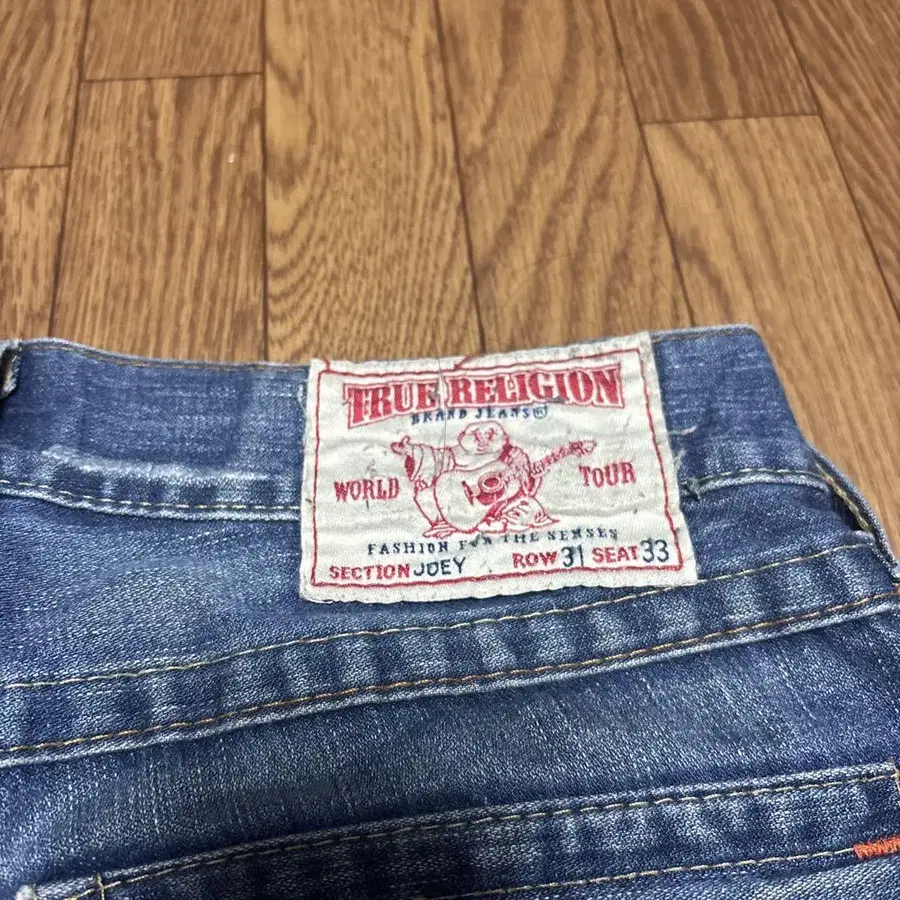 TRUE RELIGION
BRAND JEANS®
WORLD TOUR
FASHION FOR THE SENSES
SECTION JOEY ROW 31 SEAT 33